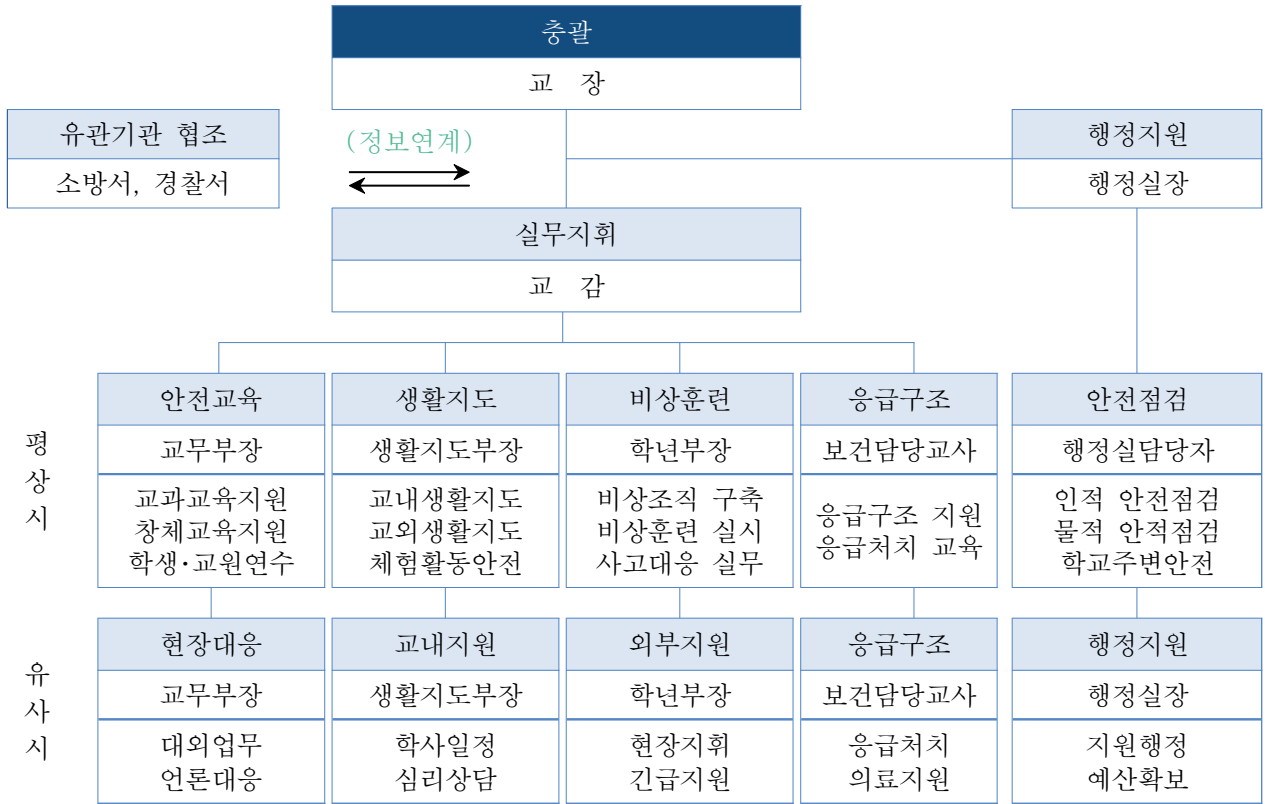 총괄
교 장
유관기관 협조
소방서, 경찰서
(정보연계)
행정지원
행정실장
실무지휘
교 감
평상시
안전교육
교무부장
교과교육지원
창체교육지원
학생·교원연수
생활지도
생활지도부장
교내생활지도
교외생활지도
체험활동안전
비상훈련
학년부장
비상조직 구축
비상훈련 실시
사고대응 실무
응급구조
보건담당교사
응급구조 지원
응급처치 교육
안전점검
행정실담당자
인적 안전점검
물적 안적점검
학교주변안전
유사시
현장대응
교무부장
대외업무
언론대응
교내지원
생활지도부장
학사일정
심리상담
외부지원
학년부장
현장지휘
긴급지원
응급구조
보건담당교사
응급처치
의료지원
행정지원
행정실장
지원행정
예산확보